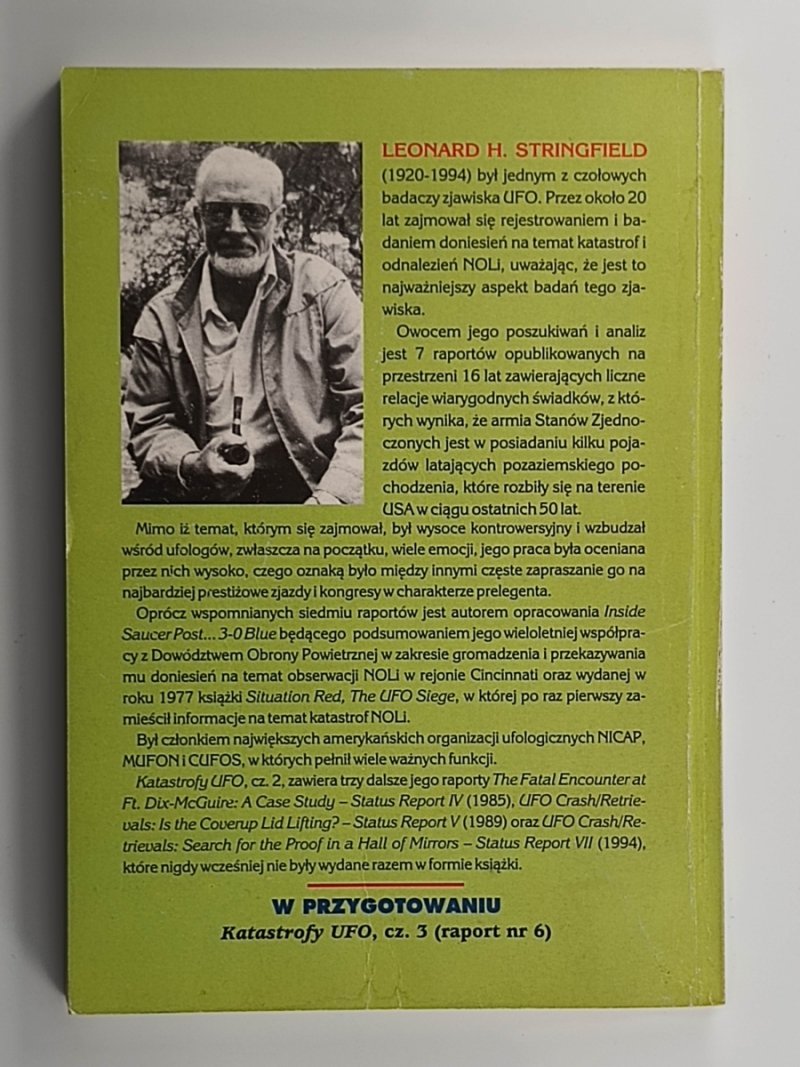 LEONARD H. STRINGFIELD
(1920-1994) był jednym z czołowych
badaczy zjawiska UFO. Przez około 20
lat zajmował się rejestrowaniem i ba-
daniem doniesień na temat katastrof i
odnalezień NOLi, uważając, że jest to
najważniejszy aspekt badań tego zja-
wiska.
Owocem jego poszukiwań i analiz
jest 7 raportów opublikowanych na
przestrzeni 16 lat zawierających liczne
relacje wiarygodnych świadków, z któ-
rych wynika, że armia Stanów Zjedno-
czonych jest w posiadaniu kilku poja-
zdów latających pozaziemskiego po-
chodzenia, które rozbiły się na terenie
USA w ciągu ostatnich 50 lat.
Mimo iż temat, którym się zajmował, był wysoce kontrowersyjny i wzbudzał
wśród ufologów, zwłaszcza na początku, wiele emocji, jego praca była oceniana
przez nich wysoko, czego oznaką było między innymi częste zapraszanie go na
najbardziej prestiżowe zjazdy i kongresy w charakterze prelegenta.
Oprócz wspomnianych siedmiu raportów jest autorem opracowania Inside
Saucer Post... 3-0 Blue będącego podsumowaniem jego wieloletniej współpra-
cy z Dowództwem Obrony Powietrznej w zakresie gromadzenia i przekazywania
mu doniesień na temat obserwacji NOLi w rejonie Cincinnati oraz wydanej w
roku 1977 książki Situation Red, The UFO Siege, w której po raz pierwszy za-
mieścił informacje na temat katastrof NOLi.
Był członkiem największych amerykańskich organizacji ufologicznych NICAP,
MUFON i CUFOS, w których pełnił wiele ważnych funkcji.
Katastrofy UFO, cz. 2, zawiera trzy dalsze jego raporty The Fatal Encounter at
Ft. Dix-McGuire: A Case Study – Status Report IV (1985), UFO Crash/Retrie-
vals: Is the Coverup Lid Lifting? – Status Report V (1989) oraz UFO Crash/Re-
trievals: Search for the Proof in a Hall of Mirrors – Status Report VII (1994),
które nigdy wcześniej nie były wydane razem w formie książki.
W PRZYGOTOWANIU
Katastrofy UFO, cz. 3 (raport nr 6)